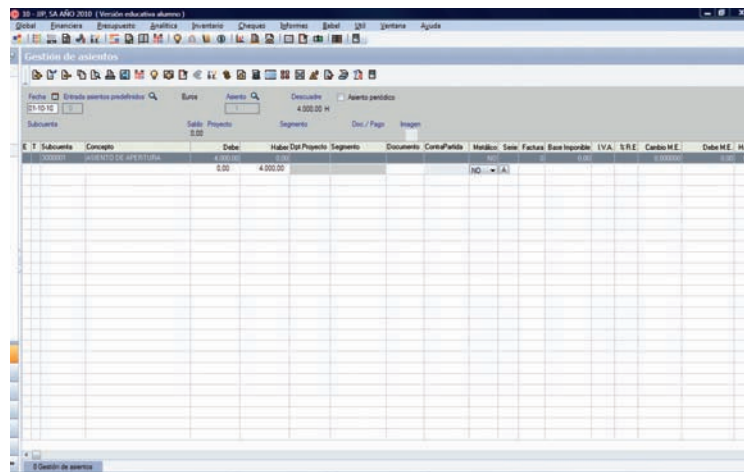 30 - JIP, SA AÑO 2010 ( Versión educativa alumno )
Global Financiera Presupuesto Analítica Inventario Cheques Informes Babel Útil Ventana Ayuda
Gestión de asientos
Fecha Entrada asientos predefinidos Euros Asiento Descuadre Asiento periódico
01-10-10 0 1 4.000,00 H
Subcuenta Saldo Proyecto Segmento Doc./ Pago Imagen
0.00
E T Subcuenta Concepto Debe Haber Dpt.Proyecto Segmento Documento ContraPartida Metálico Serie Factura Base Imponible I.V.A. %R.E. Cambio M.E. Debe M.E.
3000001 ASIENTO DE APERTURA 4.000,00 0,00 NO 0 0,00 0,000000 0,00
0,00 4.000,00 NO A
Gestión de asientos